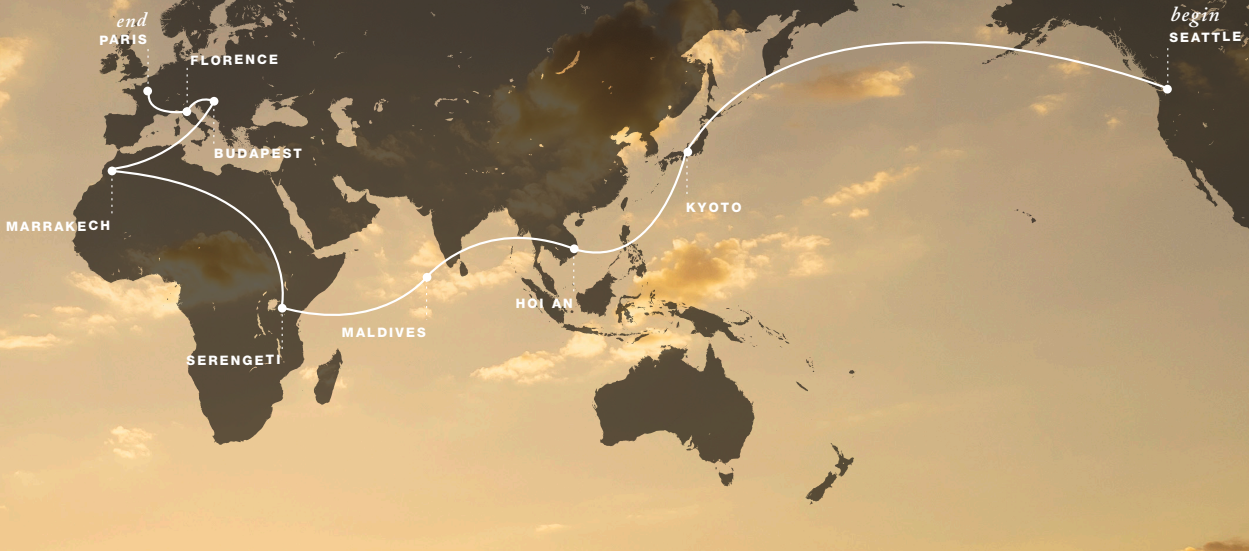 end
PARIS
begin
SEATTLE
FLORENCE
BUDAPEST
KYOTO
MARRAKECH
HOI AN
MALDIVES
SERENGETI